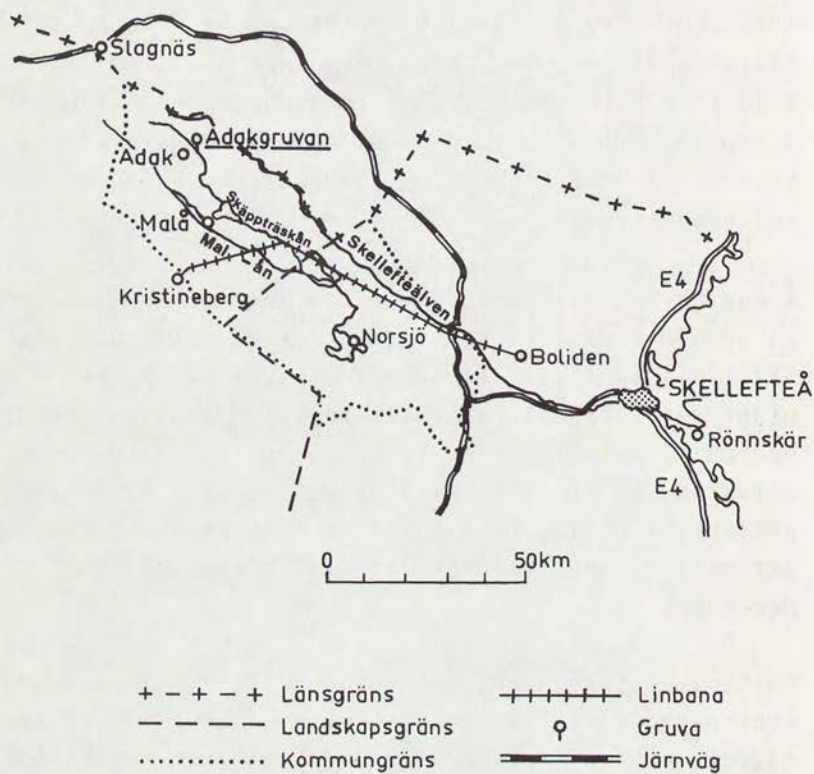 Slagnäs
Adakgruvan
Adak
Malå
Skäppträskån
Skellefteälven
Malån
Kristineberg
Norsjö
Boliden
E4
SKELLEFTEÅ
Rönnskär
E4
0 50km
Länsgräns
Linbana
Landskapsgräns
Gruva
Kommungräns
Järnväg